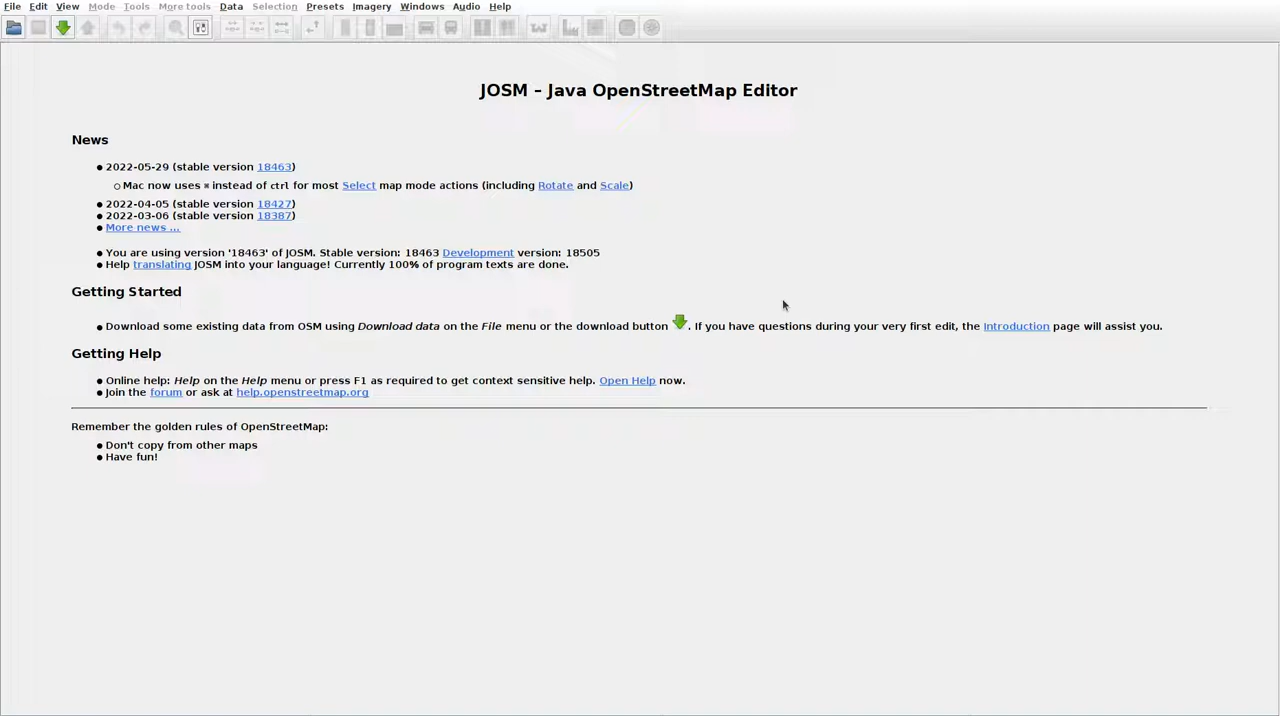 File Edit View Mode Tools More tools Data Selection Presets Imagery Windows Audio Help
JOSM – Java OpenStreetMap Editor
News
2022-05-29 (stable version 18463)
Mac now uses ⌘ instead of ctrl for most Select map mode actions (including Rotate and Scale)
2022-04-05 (stable version 18427)
2022-03-06 (stable version 18387)
More news ...
You are using version '18463' of JOSM. Stable version: 18463 Development version: 18505
Help translating JOSM into your language! Currently 100% of program texts are done.
Getting Started
Download some existing data from OSM using Download data on the File menu or the download button . If you have questions during your very first edit, the Introduction page will assist you.
Getting Help
Online help: Help on the Help menu or press F1 as required to get context sensitive help. Open Help now.
Join the forum or ask at help.openstreetmap.org
Remember the golden rules of OpenStreetMap:
Don't copy from other maps
Have fun!